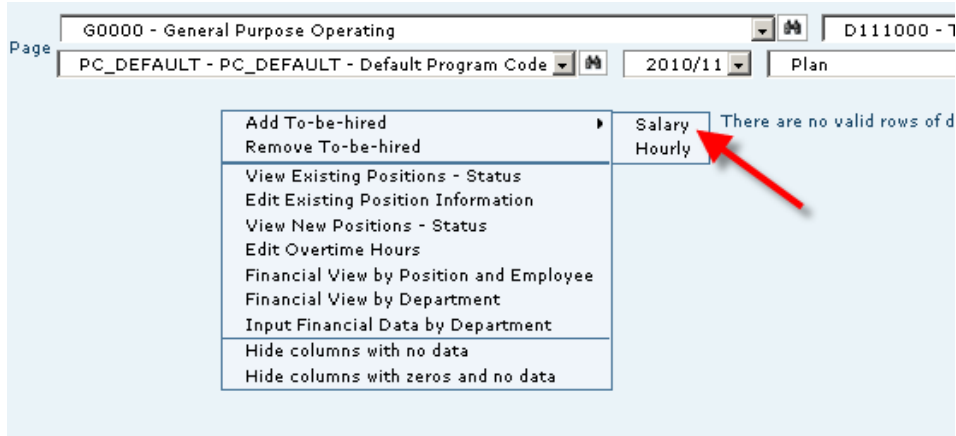 G0000 - General Purpose Operating D111000 -
Page
PC_DEFAULT - PC_DEFAULT - Default Program Code 2010/11 Plan
Add To-be-hired Salary There are no valid rows of
Remove To-be-hired Hourly
View Existing Positions - Status
Edit Existing Position Information
View New Positions - Status
Edit Overtime Hours
Financial View by Position and Employee
Financial View by Department
Input Financial Data by Department
Hide columns with no data
Hide columns with zeros and no data